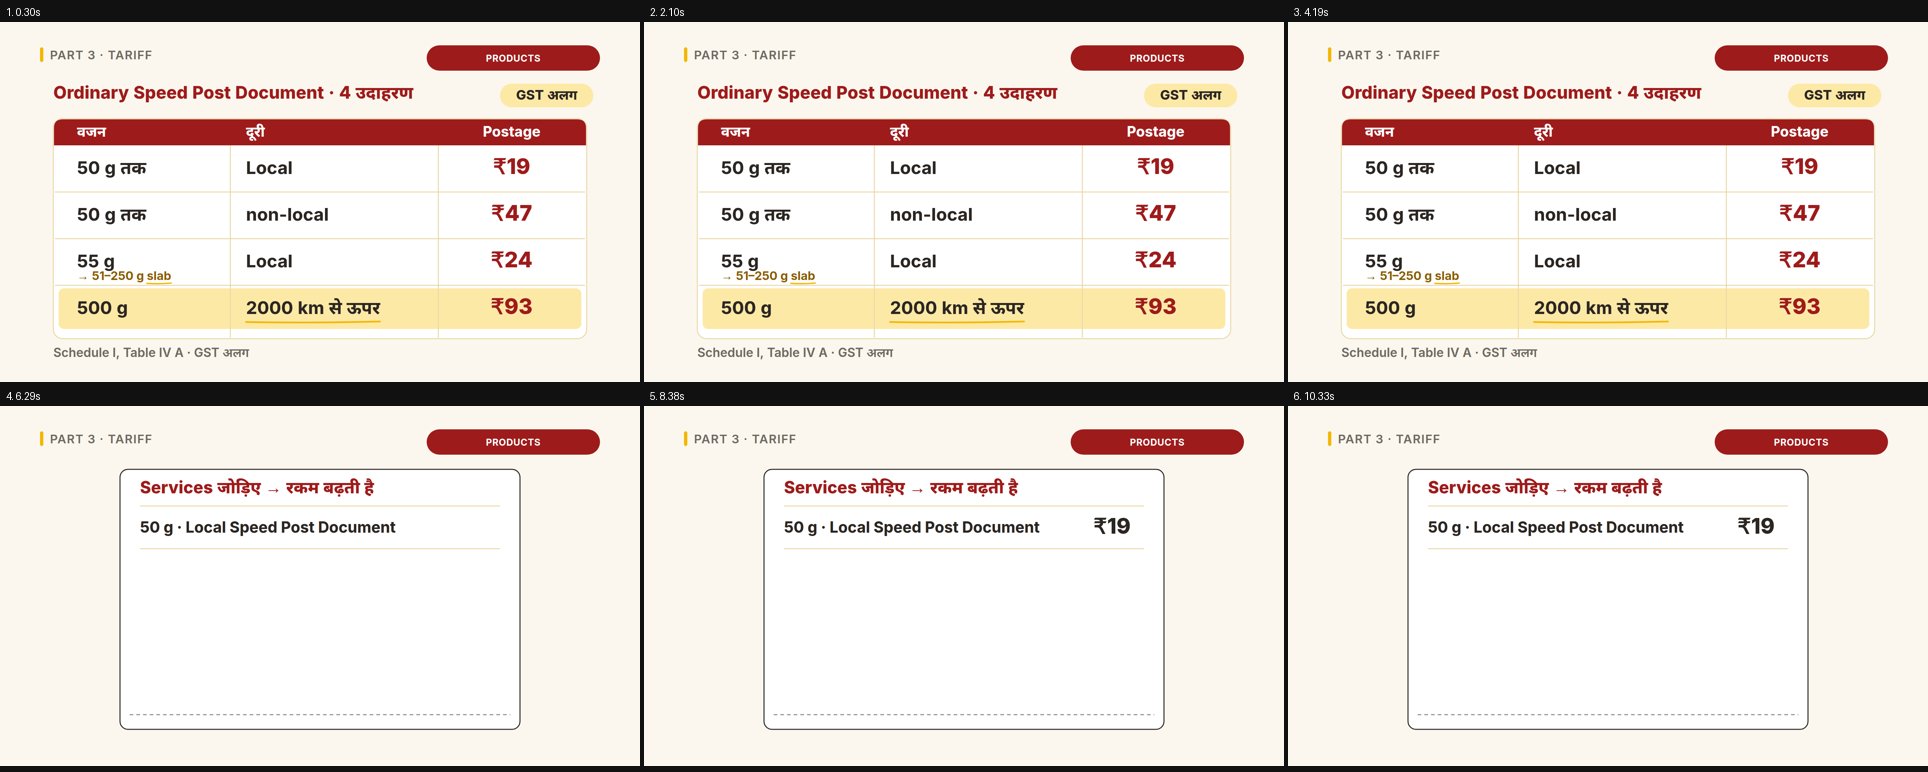 1. 0.30s
PART 3 · TARIFF
PRODUCTS
Ordinary Speed Post Document · 4 उदाहरण
GST अलग
वजन दूरी Postage
50 g तक Local ₹19
50 g तक non-local ₹47
55 g Local ₹24
→ 51–250 g slab
500 g 2000 km से ऊपर ₹93
Schedule I, Table IV A · GST अलग
2. 2.10s
PART 3 · TARIFF
PRODUCTS
Ordinary Speed Post Document · 4 उदाहरण
GST अलग
वजन दूरी Postage
50 g तक Local ₹19
50 g तक non-local ₹47
55 g Local ₹24
→ 51–250 g slab
500 g 2000 km से ऊपर ₹93
Schedule I, Table IV A · GST अलग
3. 4.19s
PART 3 · TARIFF
PRODUCTS
Ordinary Speed Post Document · 4 उदाहरण
GST अलग
वजन दूरी Postage
50 g तक Local ₹19
50 g तक non-local ₹47
55 g Local ₹24
→ 51–250 g slab
500 g 2000 km से ऊपर ₹93
Schedule I, Table IV A · GST अलग
4. 6.29s
PART 3 · TARIFF
PRODUCTS
Services जोड़िए → रकम बढ़ती है
50 g · Local Speed Post Document
5. 8.38s
PART 3 · TARIFF
PRODUCTS
Services जोड़िए → रकम बढ़ती है
50 g · Local Speed Post Document ₹19
6. 10.33s
PART 3 · TARIFF
PRODUCTS
Services जोड़िए → रकम बढ़ती है
50 g · Local Speed Post Document ₹19